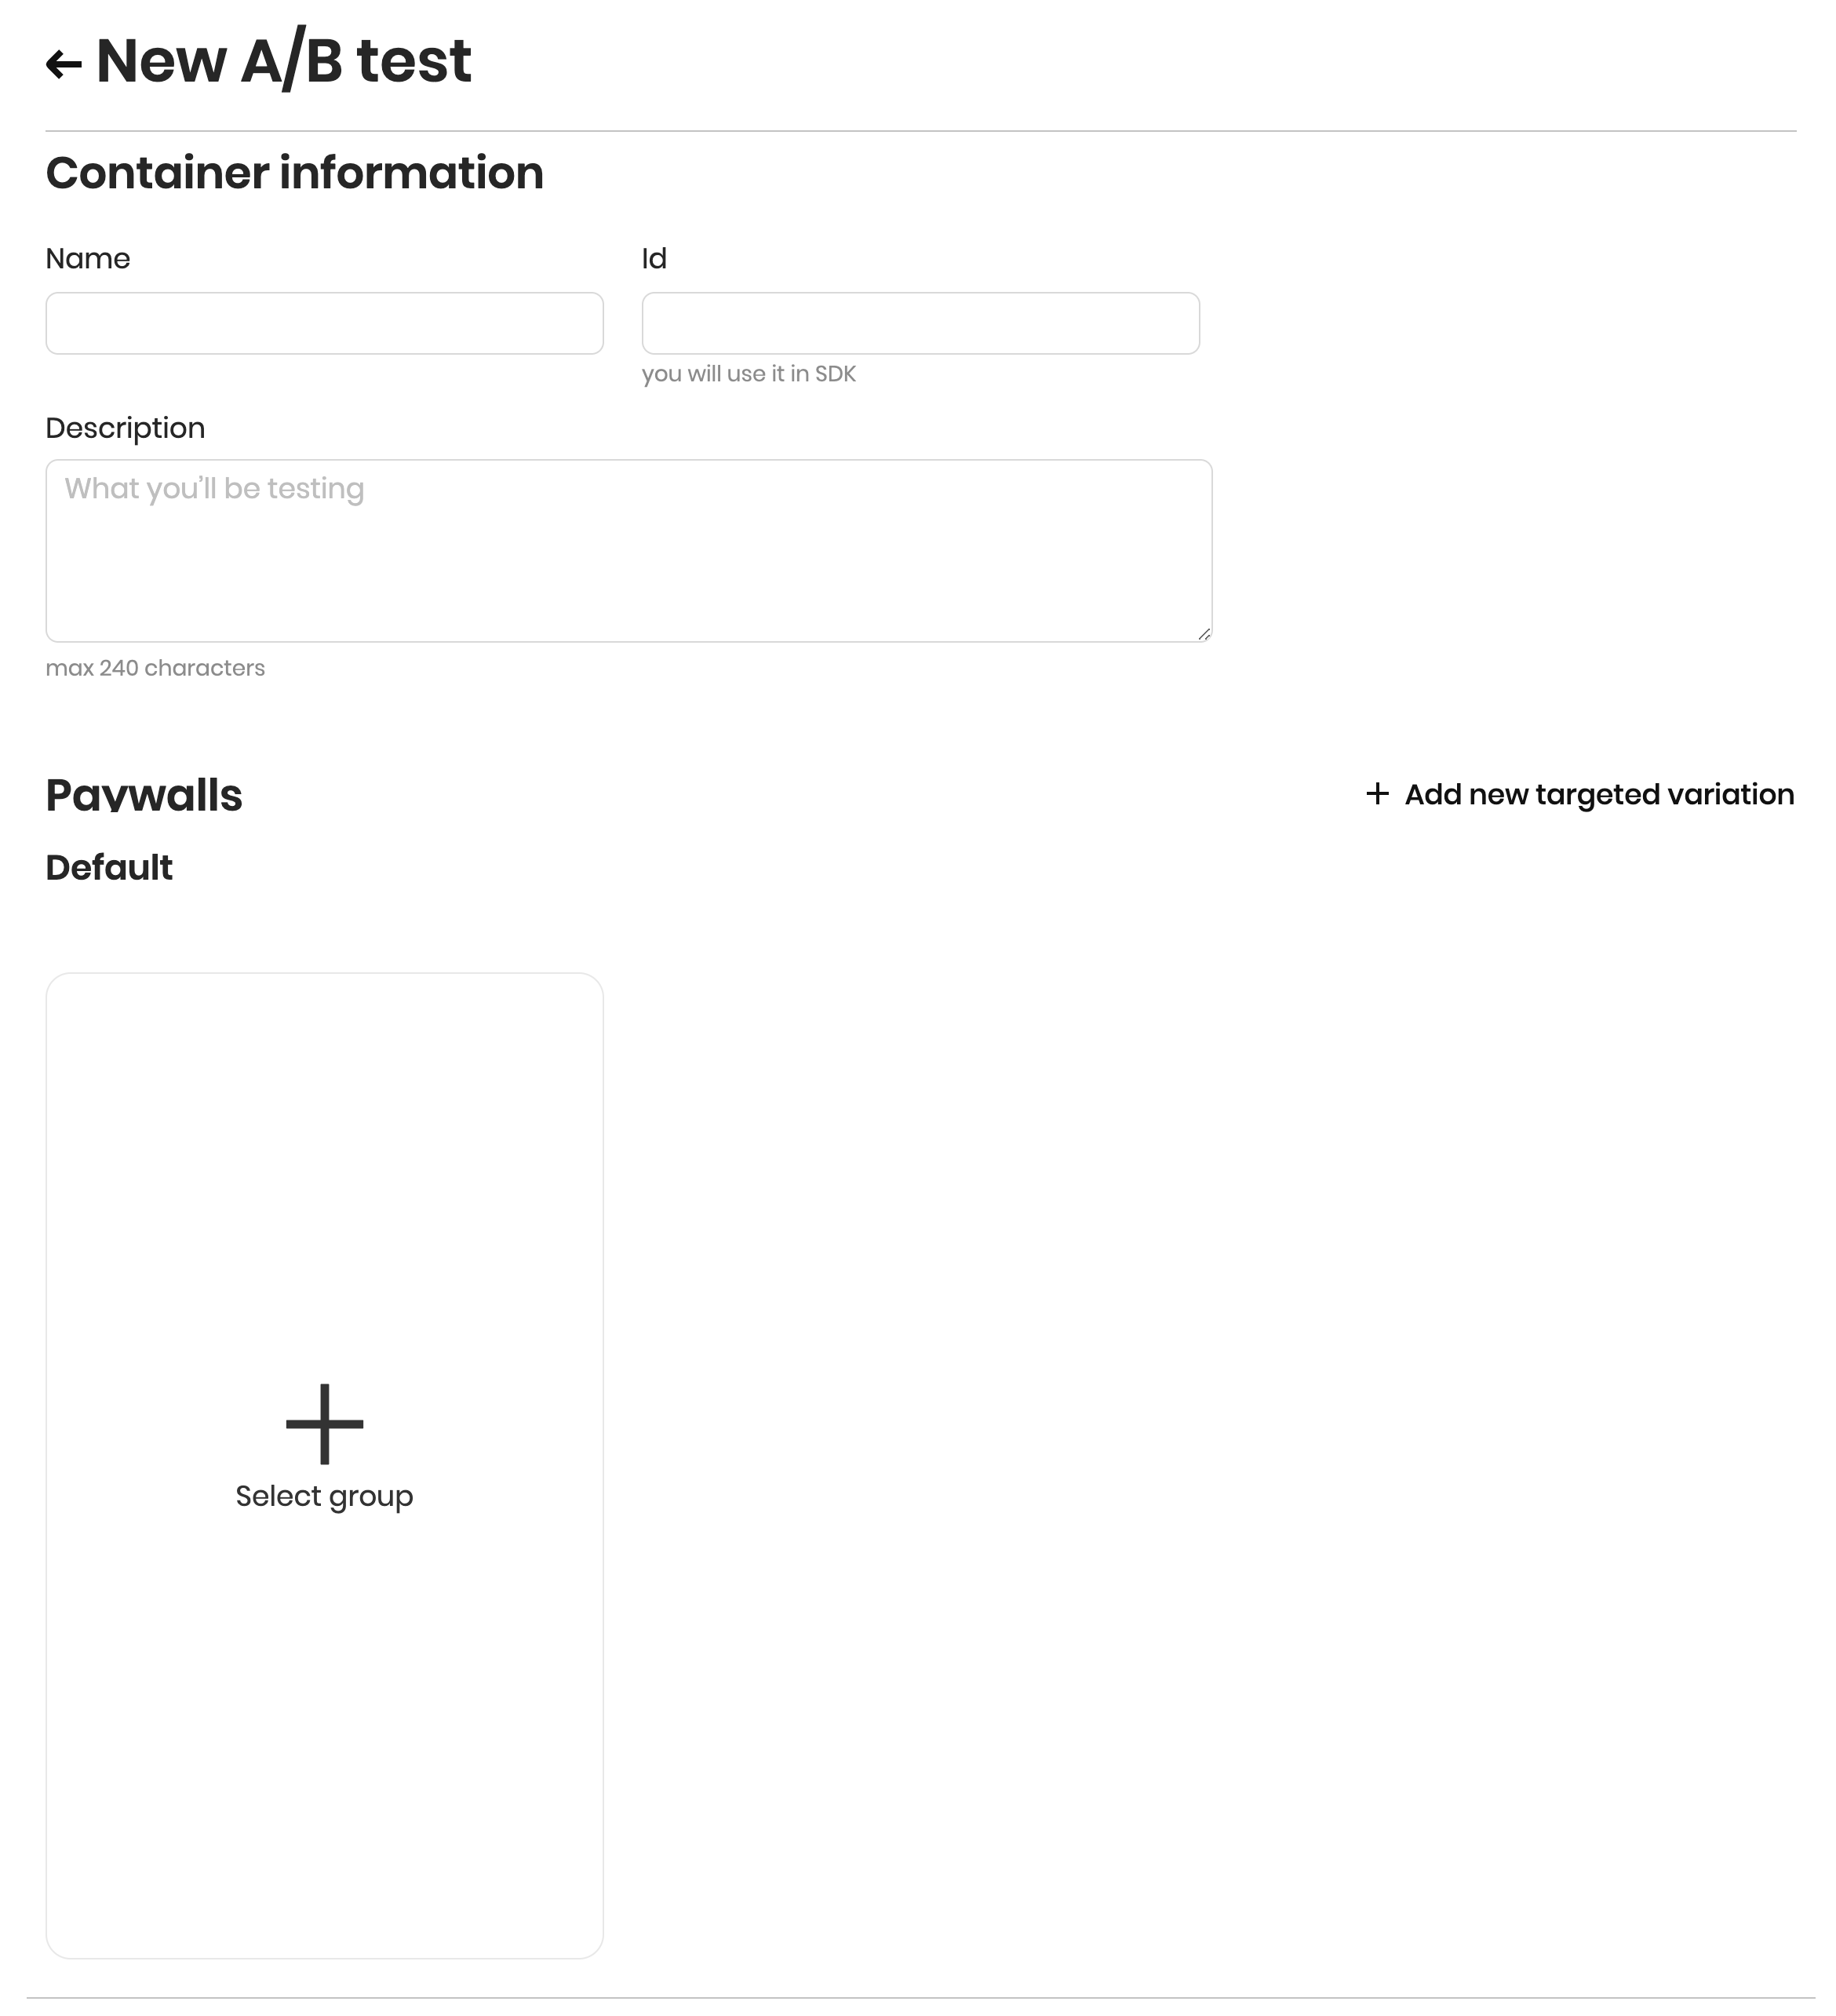 New A/B test
Container information
Name
Id
you will use it in SDK
Description
What you'll be testing
max 240 characters
Paywalls
+ Add new targeted variation
Default
Select group